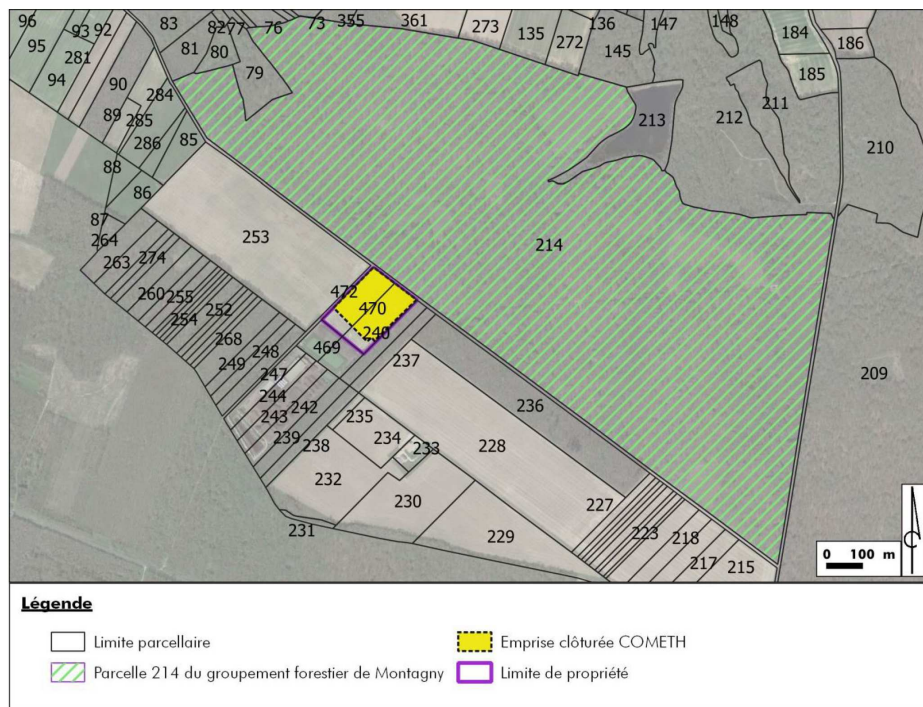 96 93 92 83 82 77 76 73 355 361 273 135 272 136 147 148 184 186
95 281 81 80 145 185
94 90 79 213 212 211 210
89 284
285
286 85
88
86
87
264 253 214
263 274
260 255 472
254 252 470
268 240
249 248 469 237 209
247 236
244 242 235
243 234 228
239 238 233
232 230 227
231 229 223 218
217 215
0 100 m
Légende
Limite parcellaire
Emprise clôturée COMETH
Parcelle 214 du groupement forestier de Montagny
Limite de propriété